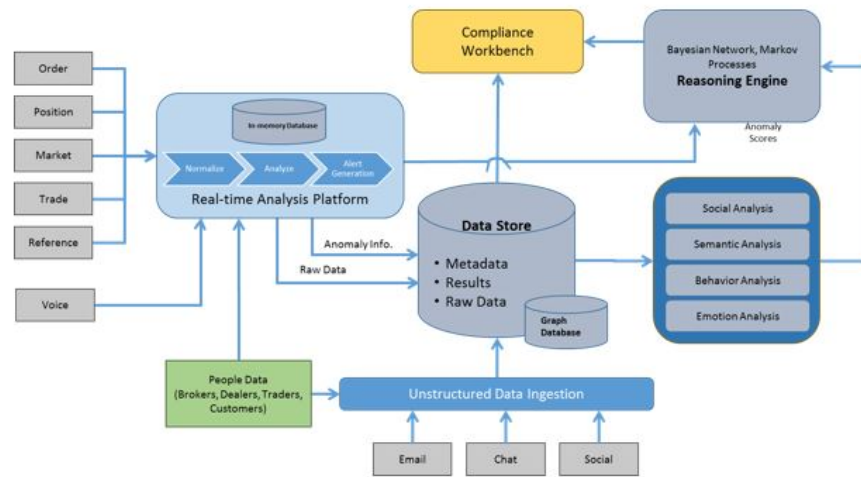 Compliance
Workbench
Bayesian Network, Markov
Processes
Reasoning Engine
Anomaly
Scores
Order
Position
Market
Trade
Reference
Voice
In-memory Database
Normalize
Analyze
Alert
Generation
Real-time Analysis Platform
Anomaly Info.
Raw Data
Data Store
• Metadata
• Results
• Raw Data
Graph
Database
Social Analysis
Semantic Analysis
Behavior Analysis
Emotion Analysis
People Data
(Brokers, Dealers, Traders,
Customers)
Unstructured Data Ingestion
Email
Chat
Social